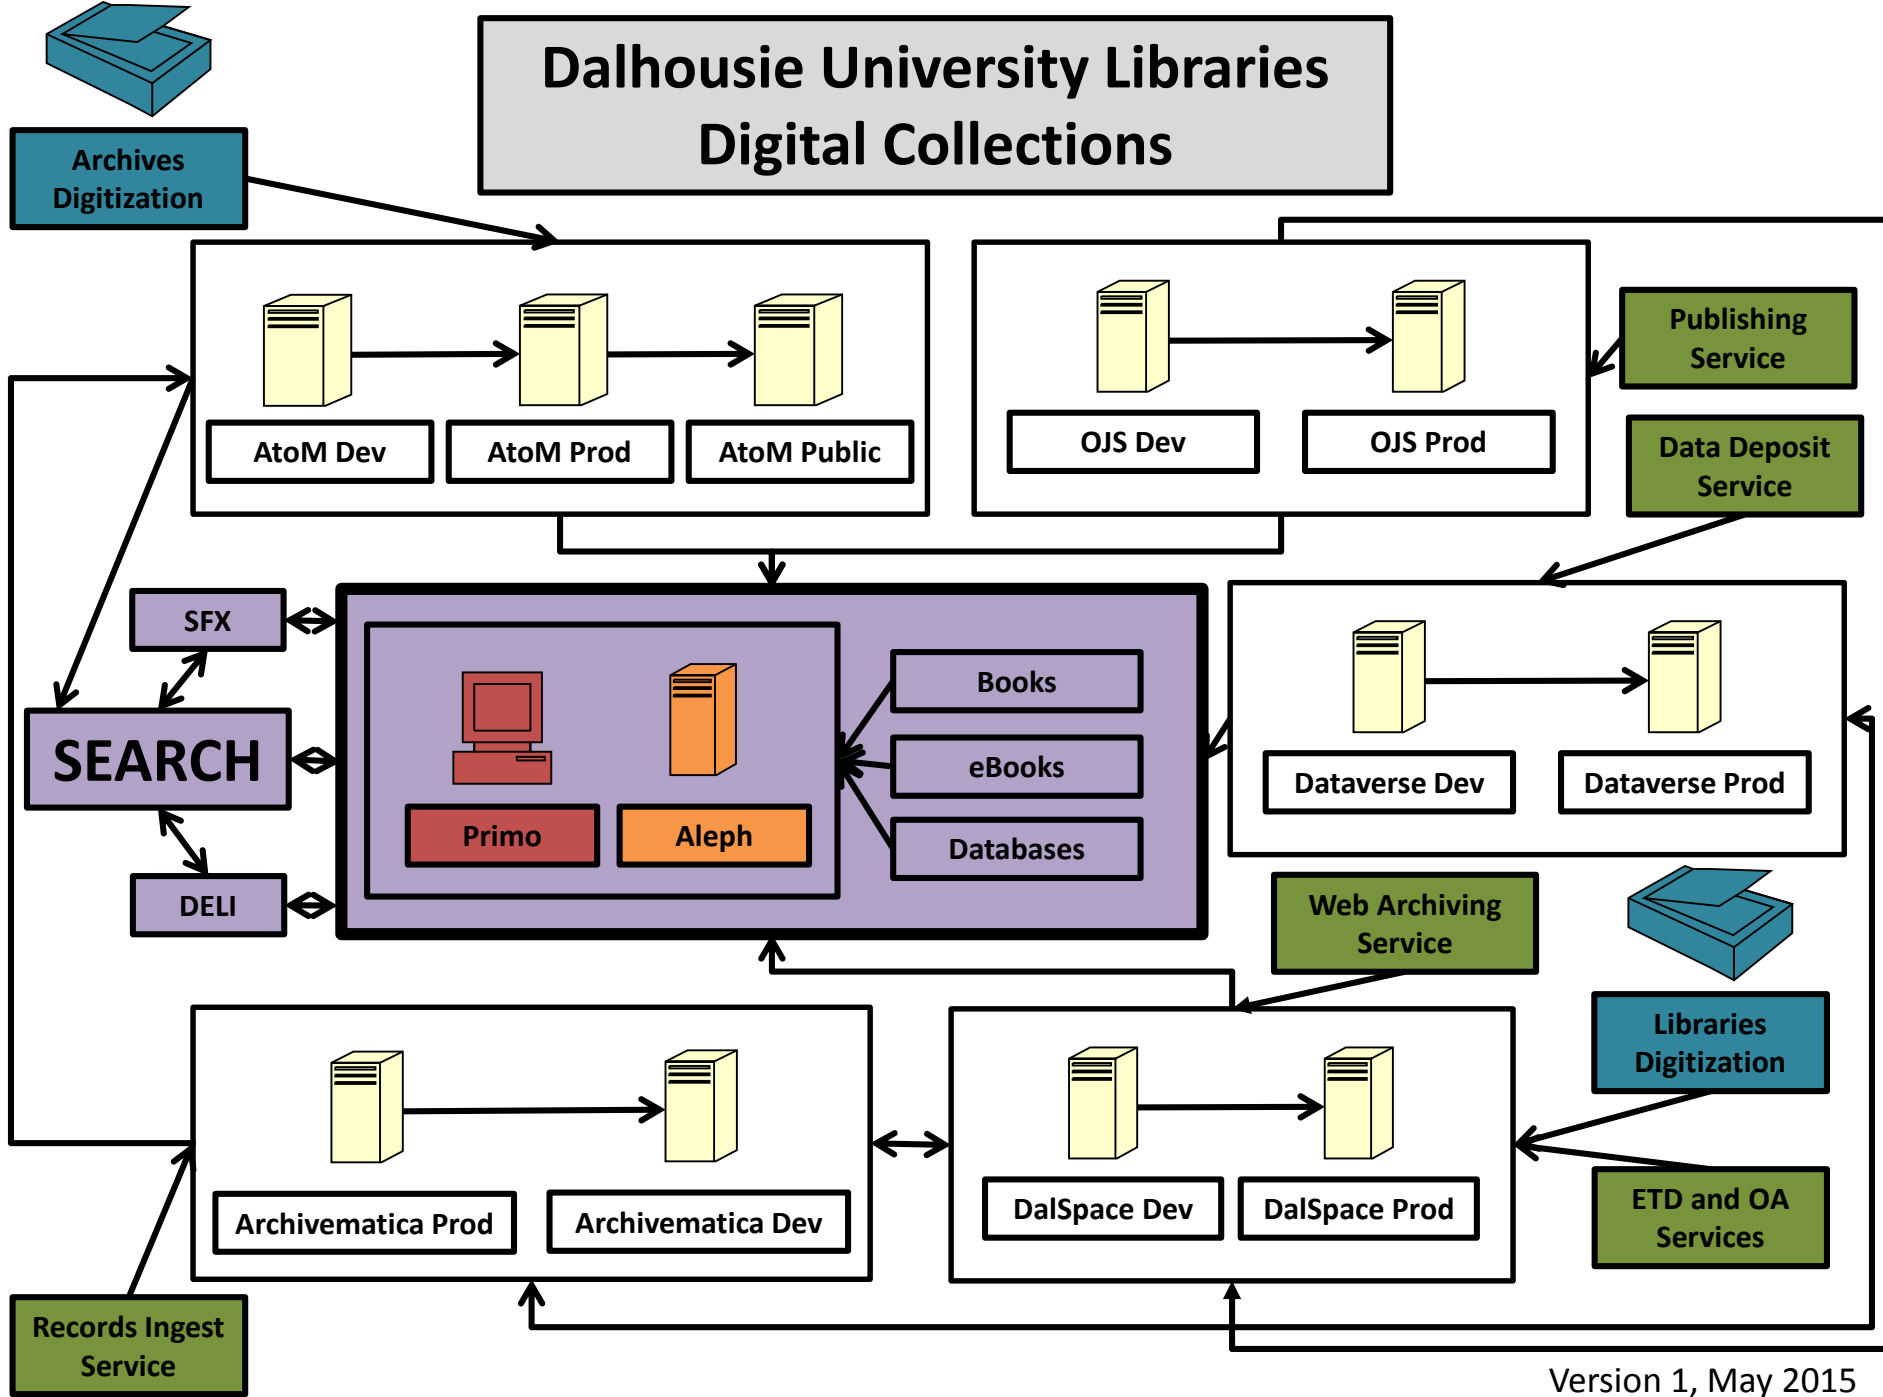 Dalhousie University Libraries
Digital Collections
Archives
Digitization
AtoM Dev
AtoM Prod
AtoM Public
OJS Dev
OJS Prod
Publishing
Service
Data Deposit
Service
SFX
SEARCH
DELI
Primo
Aleph
Books
eBooks
Databases
Dataverse Dev
Dataverse Prod
Web Archiving
Service
Libraries
Digitization
ETD and OA
Services
Archivematica Prod
Archivematica Dev
DalSpace Dev
DalSpace Prod
Records Ingest
Service
Version 1, May 2015